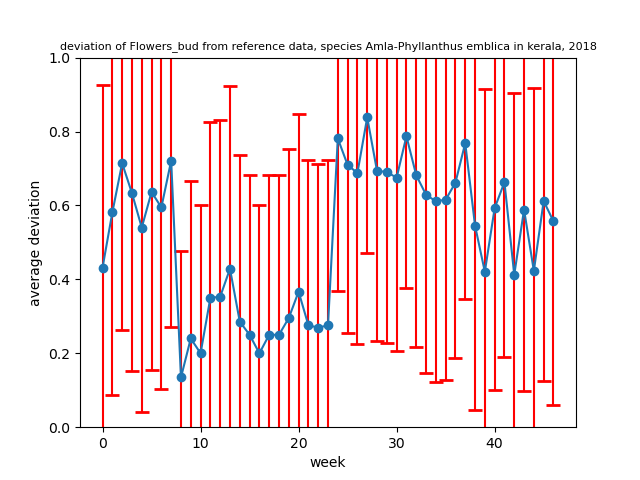 deviation of Flowers_bud from reference data, species Amla-Phyllanthus emblica in kerala, 2018
1.0
0.8
0.6
0.4
0.2
0.0
average deviation
0 10 20 30 40
week